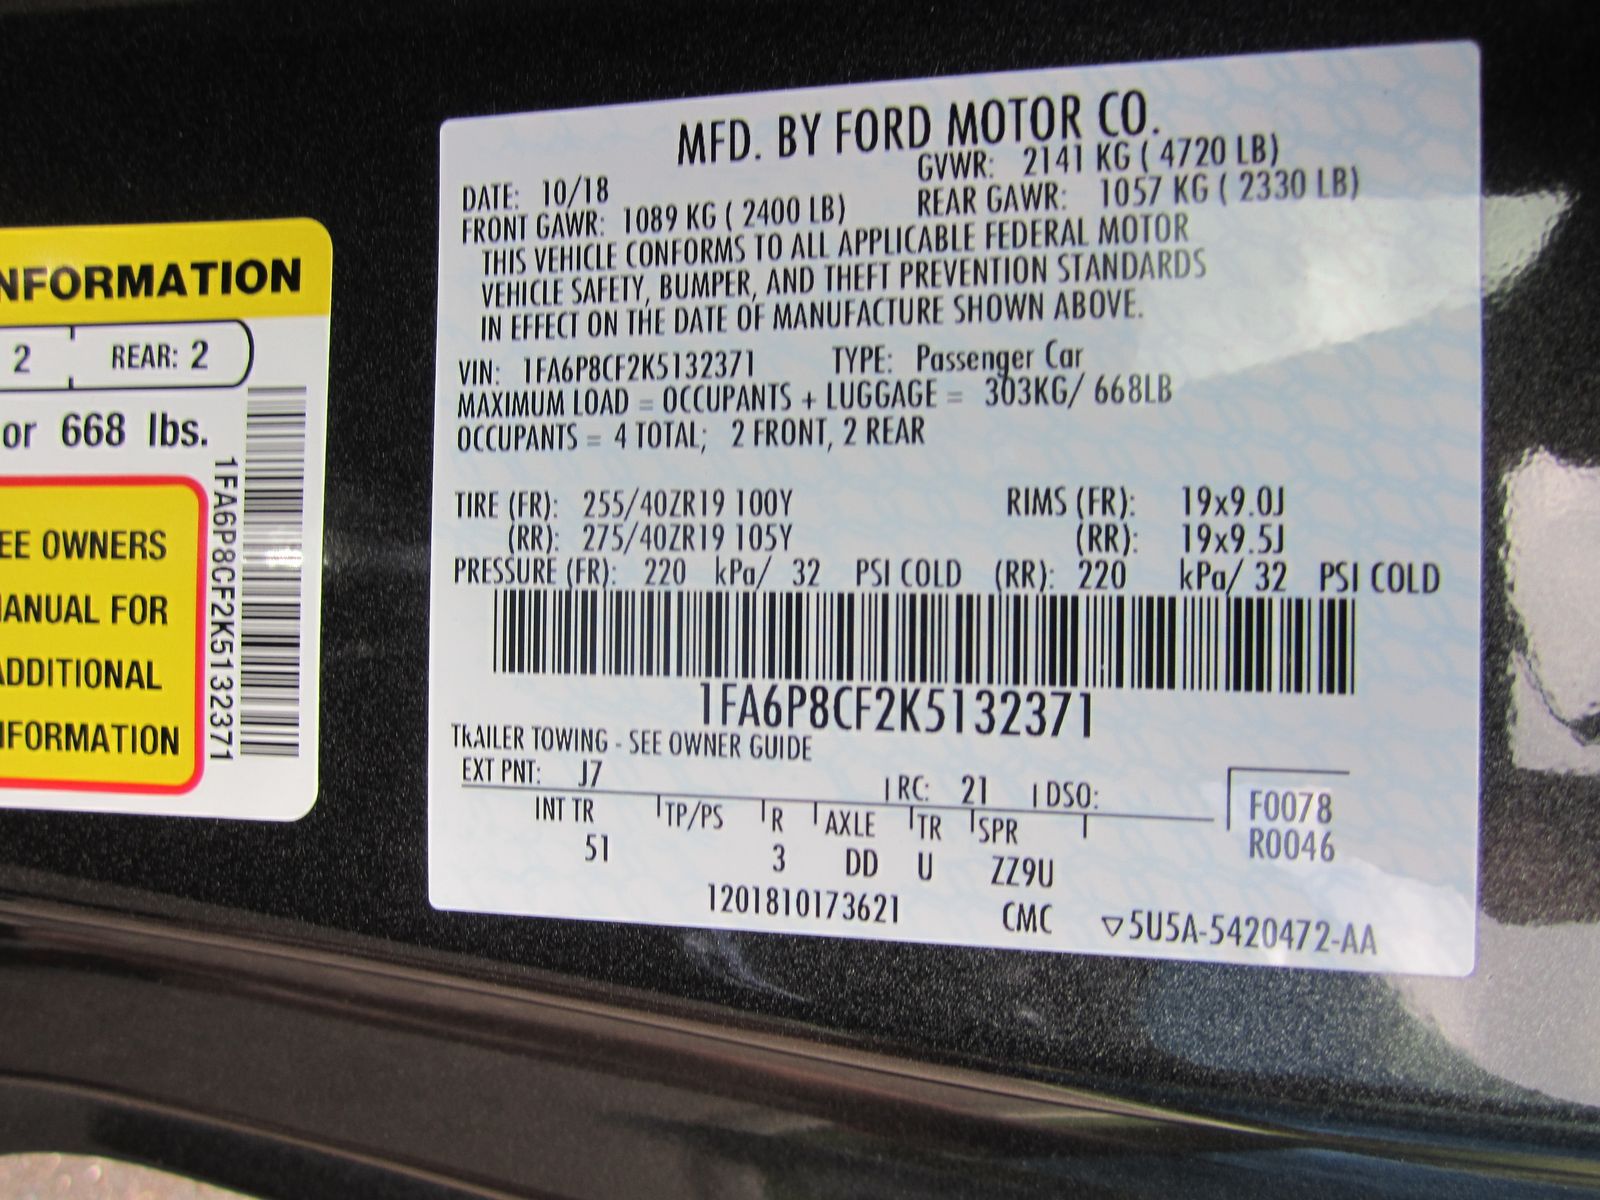 NFORMATION
2 REAR: 2
or 668 lbs.
EE OWNERS
MANUAL FOR
ADDITIONAL
NFORMATION
1FA6P8CF2K5132371
MFD. BY FORD MOTOR CO.
DATE: 10/18 GVWR: 2141 KG ( 4720 LB)
FRONT GAWR: 1089 KG ( 2400 LB) REAR GAWR: 1057 KG ( 2330 LB)
THIS VEHICLE CONFORMS TO ALL APPLICABLE FEDERAL MOTOR
VEHICLE SAFETY, BUMPER, AND THEFT PREVENTION STANDARDS
IN EFFECT ON THE DATE OF MANUFACTURE SHOWN ABOVE.
VIN: 1FA6P8CF2K5132371 TYPE: Passenger Car
MAXIMUM LOAD = OCCUPANTS + LUGGAGE = 303KG/ 668LB
OCCUPANTS = 4 TOTAL; 2 FRONT, 2 REAR
TIRE (FR): 255/40ZR19 100Y RIMS (FR): 19x9.0J
(RR): 275/40ZR19 105Y (RR): 19x9.5J
PRESSURE (FR): 220 kPa/ 32 PSI COLD (RR): 220 kPa/ 32 PSI COLD
1FA6P8CF2K5132371
TRAILER TOWING - SEE OWNER GUIDE
EXT PNT: J7 RC: 21 DSO: F0078
INT TR TP/PS R AXLE TR SPR R0046
51 3 DD U ZZ9U
1201810173621 CMC ▽5U5A-5420472-AA